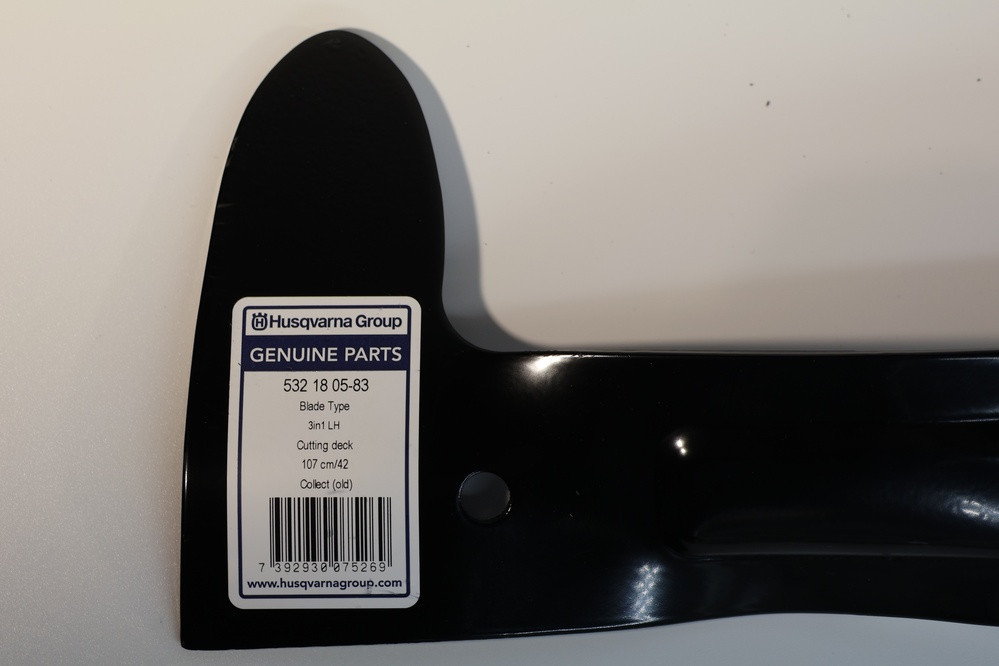 Husqvarna Group
GENUINE PARTS
532 18 05-83
Blade Type
3in1 LH
Cutting deck
107 cm/42
Collect (old)
7 392930 075269
www.husqvarnagroup.com